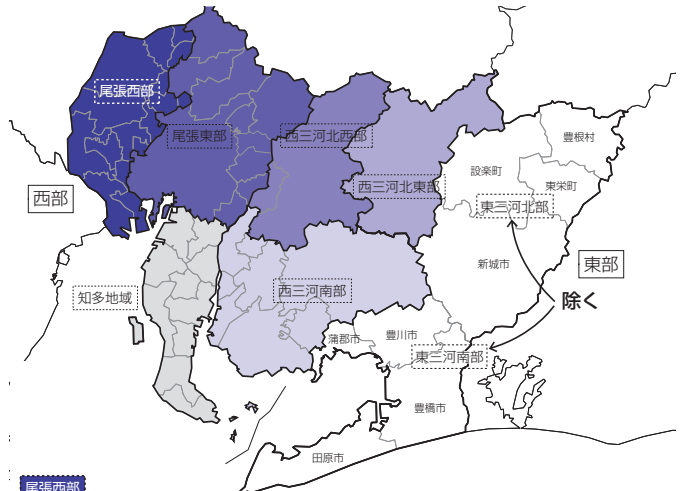 尾張西部
尾張東部
西三河北西部
豊根村
設楽町
西三河北東部
東栄町
西部
東三河北部
新城市
東部
知多地域
西三河南部
除く
蒲郡市
豊川市
東三河南部
豊橋市
田原市
尾張西部